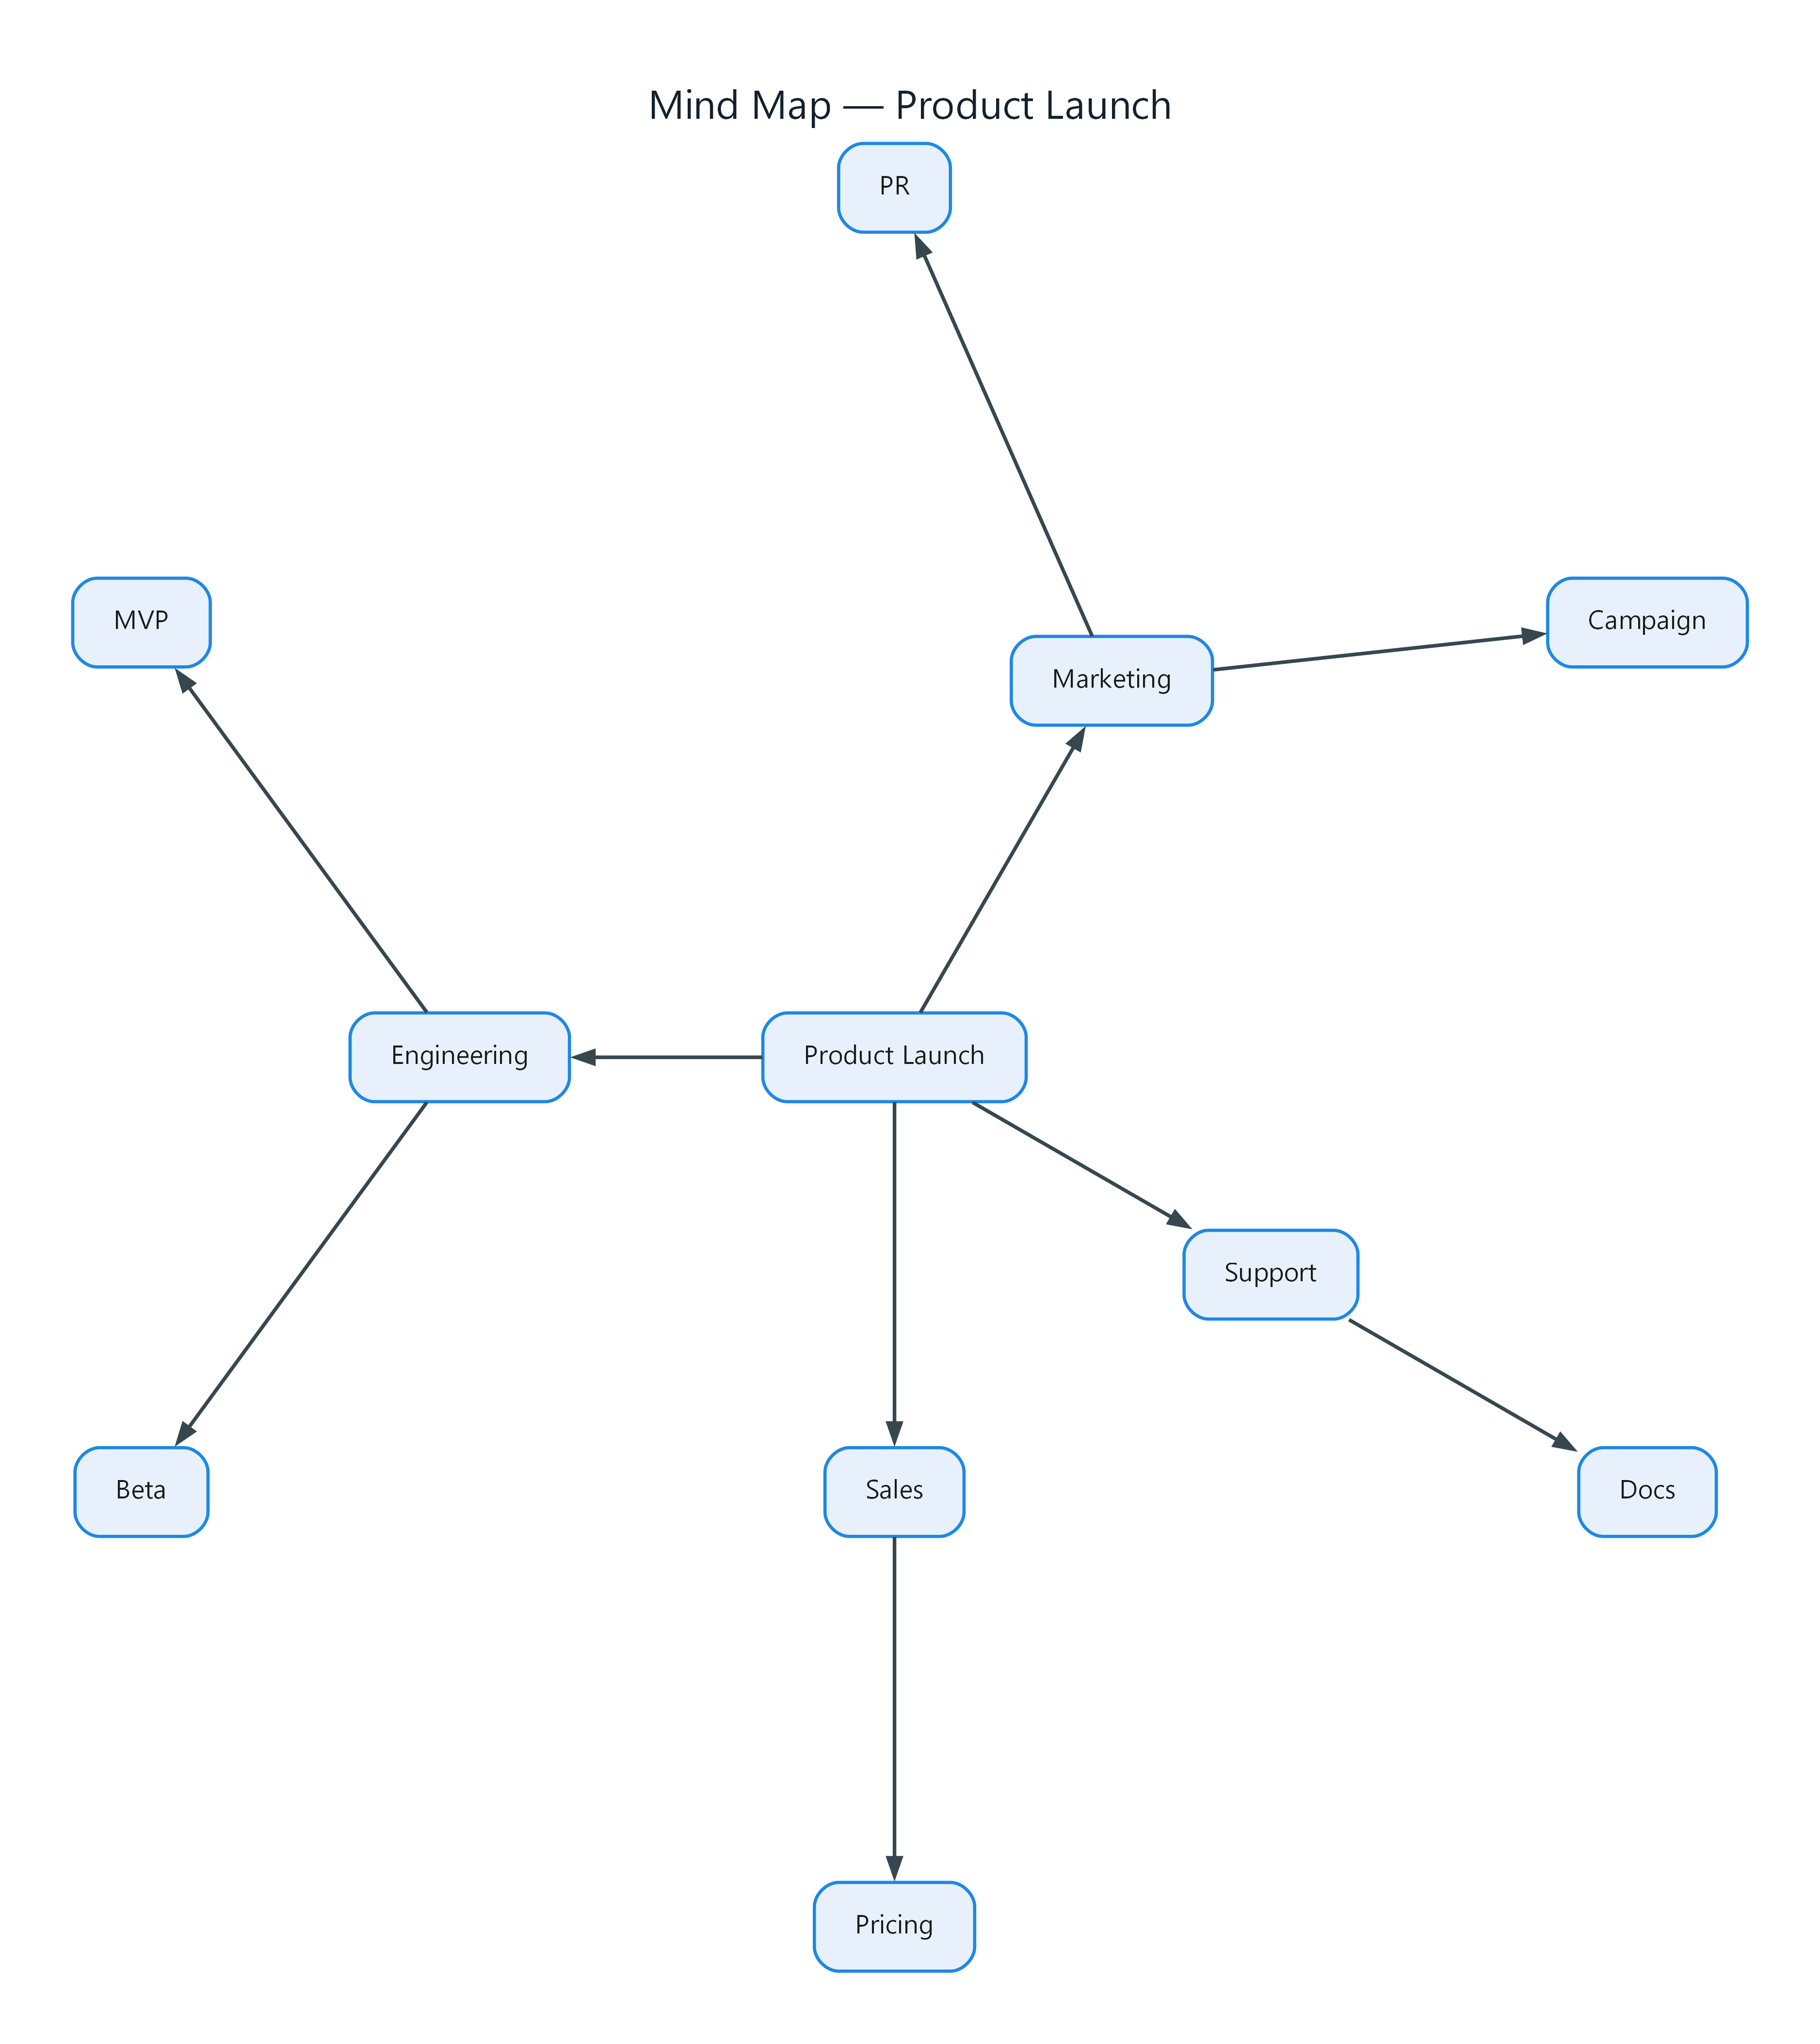 Mind Map — Product Launch
PR
MVP
Campaign
Marketing
Engineering
Product Launch
Support
Beta
Sales
Docs
Pricing